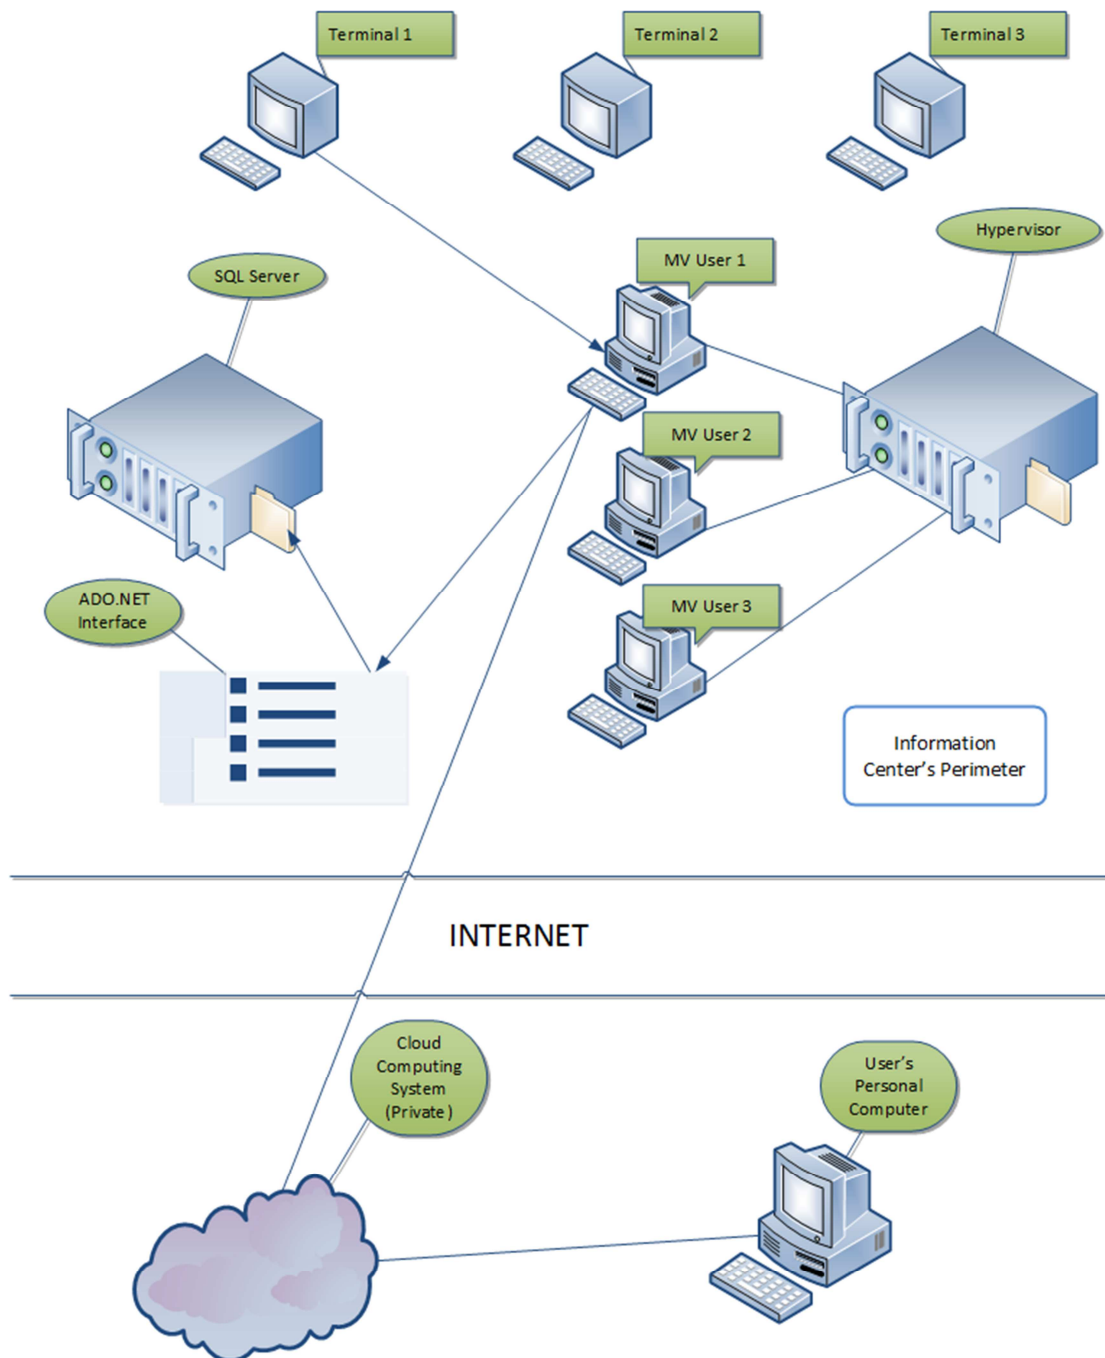 Terminal 1
Terminal 2
Terminal 3
Hypervisor
MV User 1
SQL Server
MV User 2
ADO.NET
Interface
MV User 3
Information
Center's Perimeter
INTERNET
Cloud
Computing
System
(Private)
User's
Personal
Computer